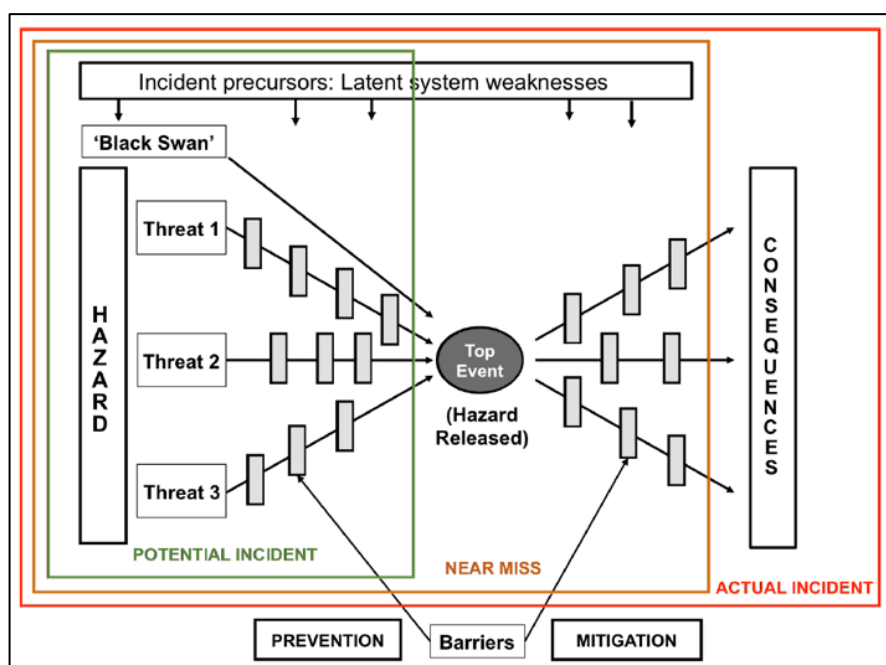 Incident precursors: Latent system weaknesses
‘Black Swan’
HAZARD
Threat 1
Threat 2
Threat 3
Top
Event
(Hazard
Released)
CONSEQUENCES
POTENTIAL INCIDENT
NEAR MISS
ACTUAL INCIDENT
PREVENTION
Barriers
MITIGATION